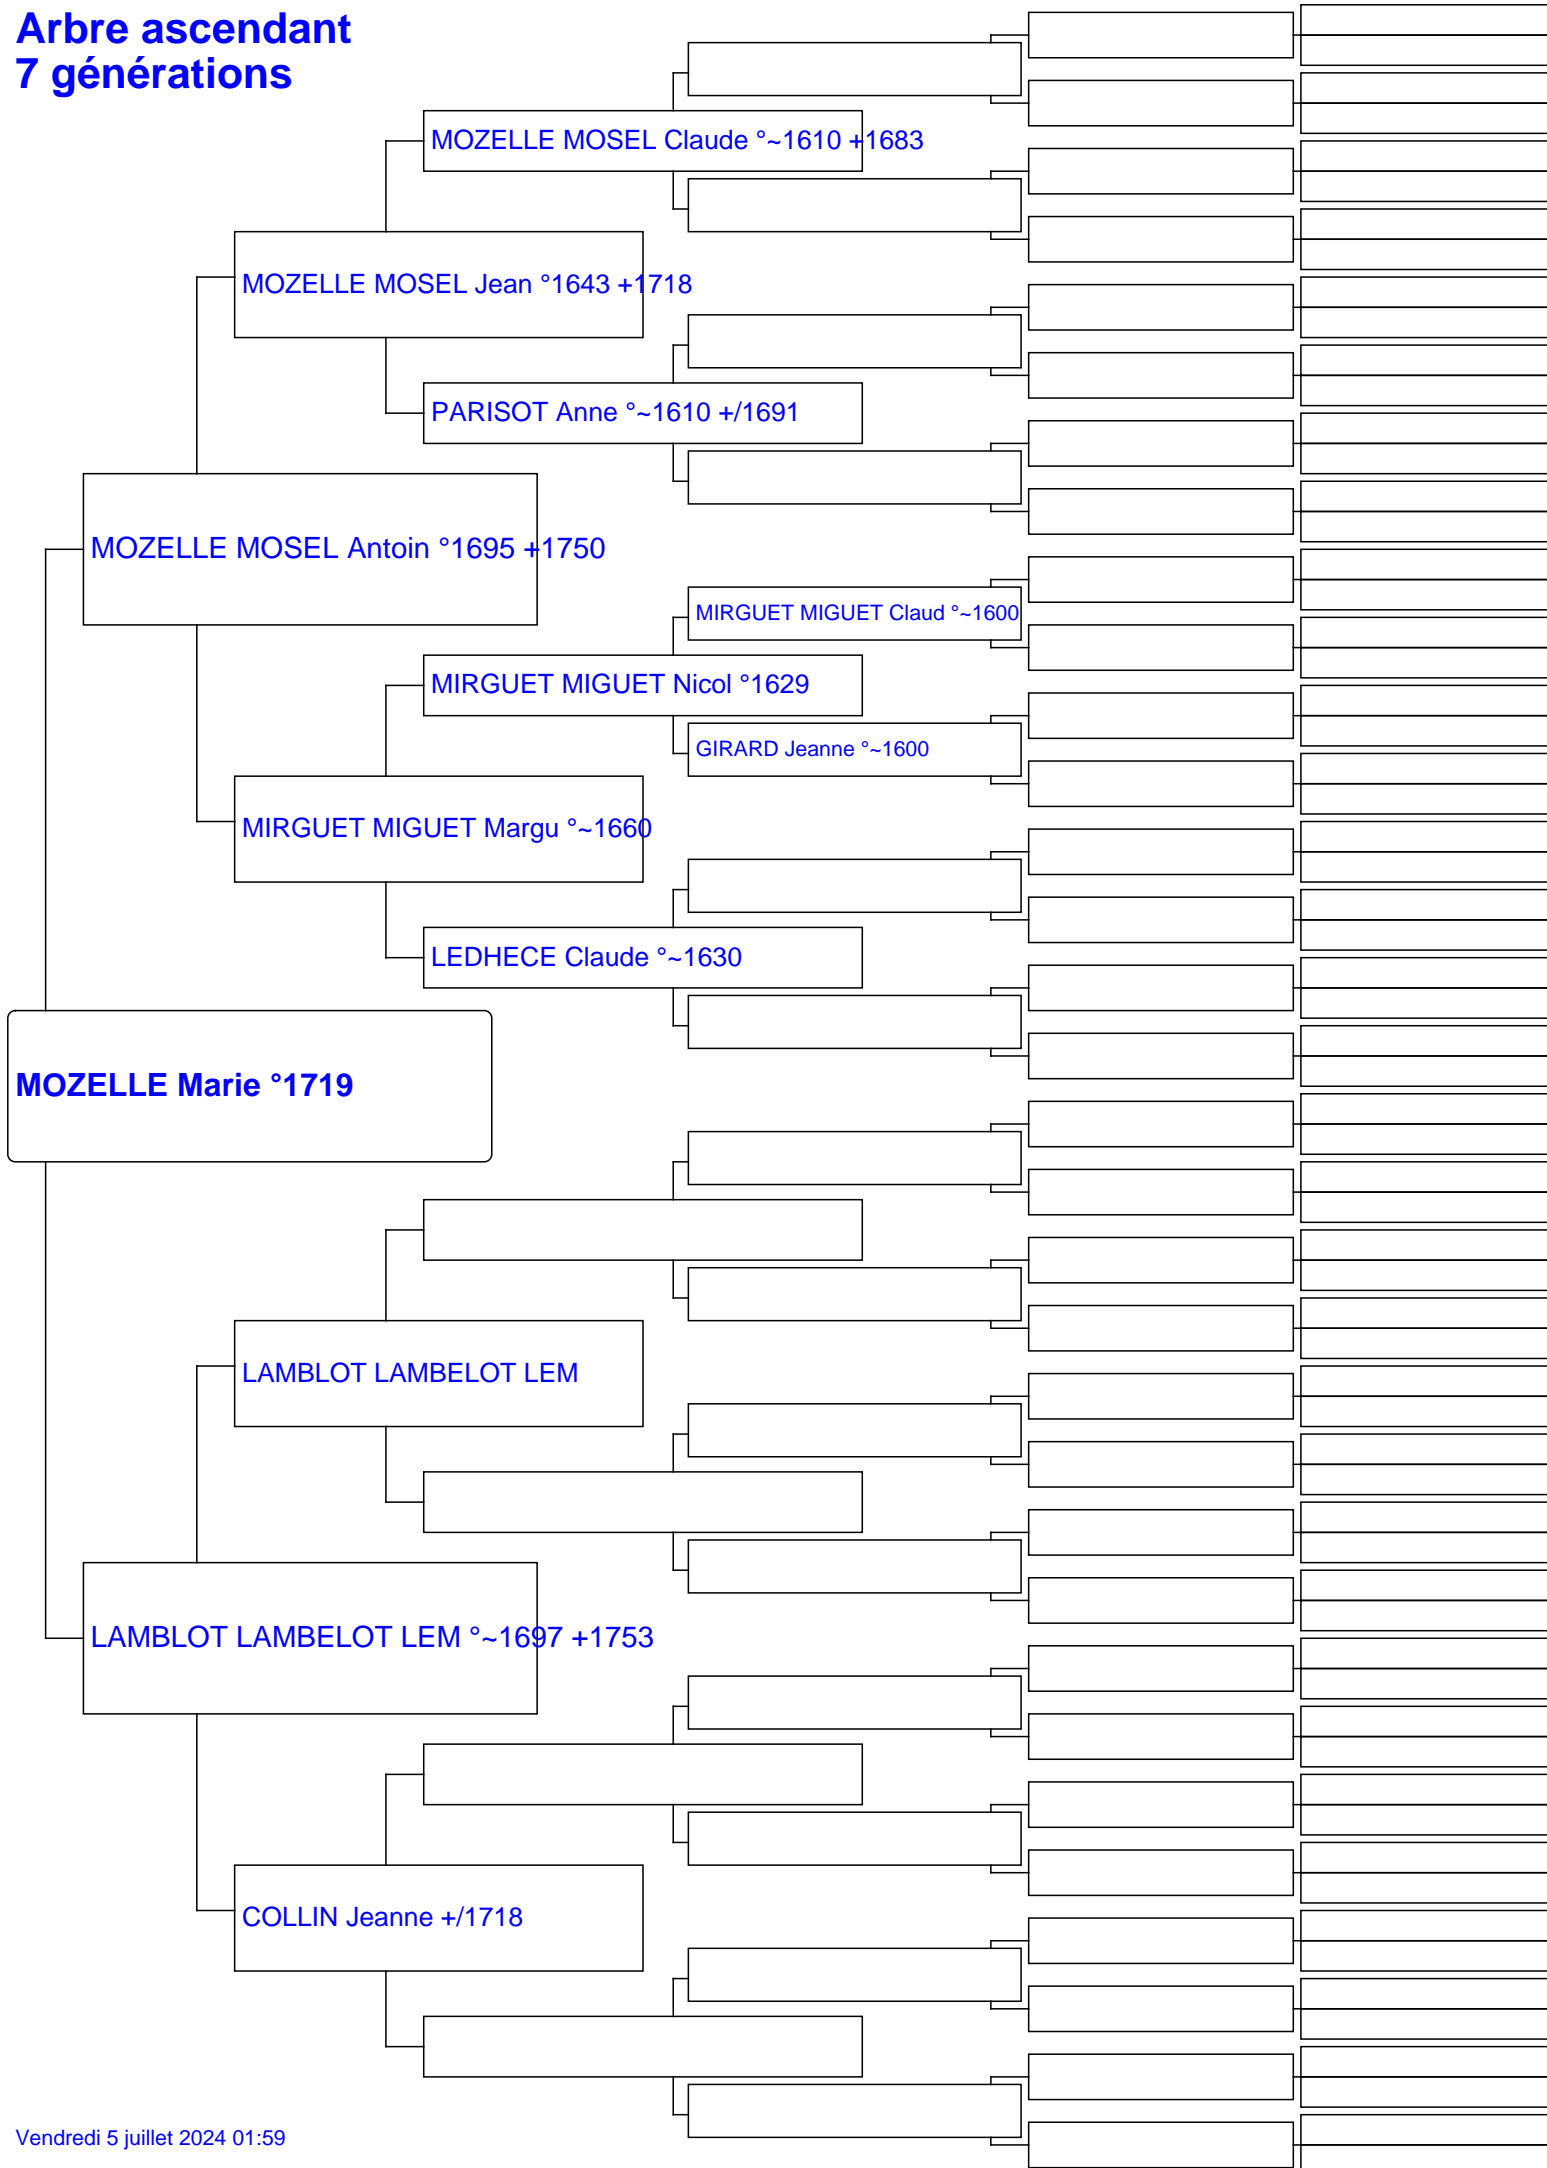 Arbre ascendant
7 générations
MOZELLE MOSEL Claude °~1610 +1683
MOZELLE MOSEL Jean °1643 +1718
PARISOT Anne °~1610 +/1691
MOZELLE MOSEL Antoin °1695 +1750
MIRGUET MIGUET Claud °~1600
MIRGUET MIGUET Nicol °1629
GIRARD Jeanne °~1600
MIRGUET MIGUET Margu °~1660
LEDHECE Claude °~1630
MOZELLE Marie °1719
LAMBLOT LAMBELOT LEM
LAMBLOT LAMBELOT LEM °~1697 +1753
COLLIN Jeanne +/1718
Vendredi 5 juillet 2024 01:59